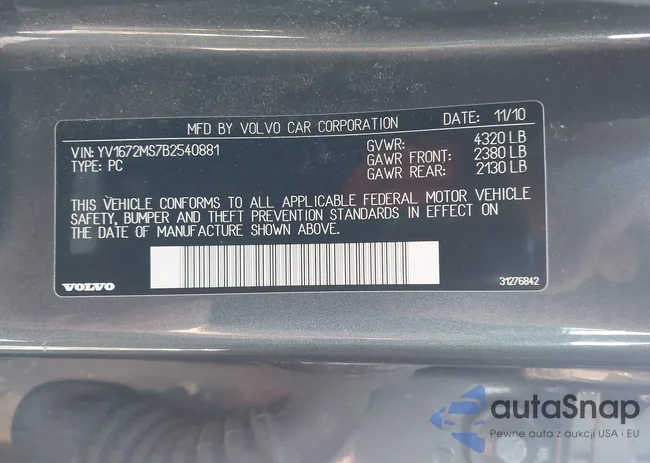 MFD BY VOLVO CAR CORPORATION DATE: 11/10
VIN: YV1672MS7B2540881 GVWR: 4320 LB
TYPE: PC GAWR FRONT: 2380 LB
GAWR REAR: 2130 LB
THIS VEHICLE CONFORMS TO ALL APPLICABLE FEDERAL MOTOR VEHICLE
SAFETY, BUMPER AND THEFT PREVENTION STANDARDS IN EFFECT ON
THE DATE OF MANUFACTURE SHOWN ABOVE.
VOLVO 31276842
autaSnap
Pewne auta z aukcji USA i EU